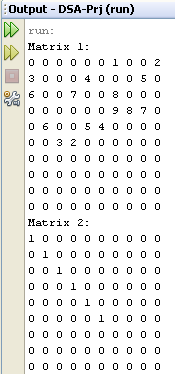 Output - DSA-Prj (run)
run:
Matrix 1:
0 0 0 0 0 0 1 0 0 2
3 0 0 0 4 0 0 0 5 0
6 0 0 7 0 0 8 0 0 0
0 0 0 0 0 0 9 8 7 0
0 6 0 0 5 4 0 0 0 0
0 0 3 2 0 0 0 0 0 0
0 0 0 0 0 0 0 0 0 0
0 0 0 0 0 0 0 0 0 0
0 0 0 0 0 0 0 0 0 0
0 0 0 0 0 0 0 0 0 0
Matrix 2:
1 0 0 0 0 0 0 0 0 0
0 1 0 0 0 0 0 0 0 0
0 0 1 0 0 0 0 0 0 0
0 0 0 1 0 0 0 0 0 0
0 0 0 0 1 0 0 0 0 0
0 0 0 0 0 1 0 0 0 0
0 0 0 0 0 0 0 0 0 0
0 0 0 0 0 0 0 0 0 0
0 0 0 0 0 0 0 0 0 0